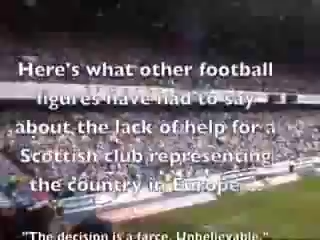 Here's what other football
figures have had to say
about the lack of help for a
Scottish club representing
the country in Europe ...
"The decision is a farce. Unbelievable."